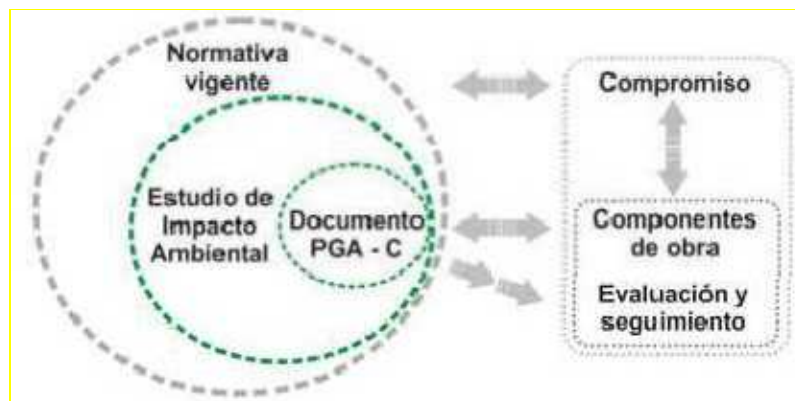 Normativa
vigente
Estudio de
Impacto
Ambiental
Documento
PGA - C
Compromiso
Componentes
de obra
Evaluación y
seguimiento